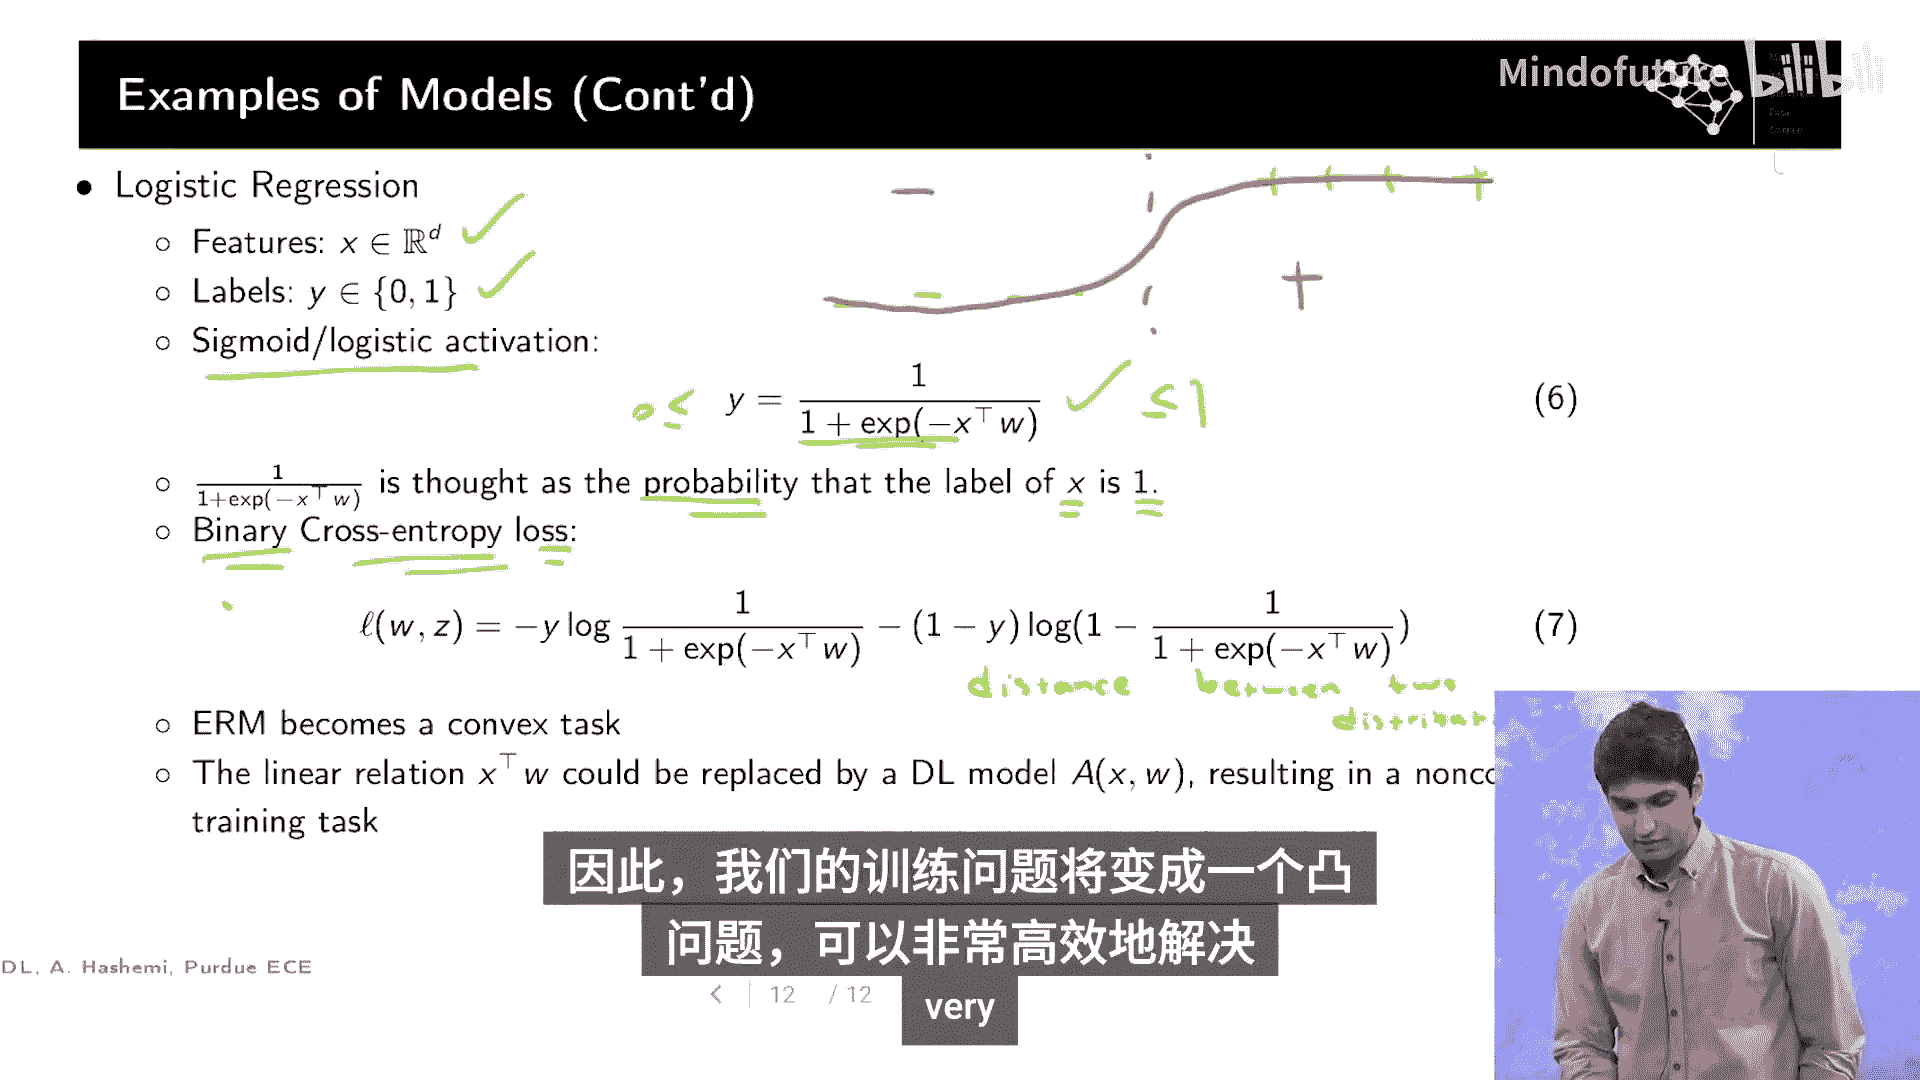 Mindofuture
bilibili
Examples of Models (Cont'd)
• Logistic Regression
○ Features: x ∈ ℝ^d ✓
○ Labels: y ∈ {0, 1} ✓
○ Sigmoid/logistic activation:
−
+
0 ≤ y = 1 / (1 + exp(−x^⊤ w)) ✓ ≤ 1 (6)
○ 1 / (1+exp(−x^⊤ w)) is thought as the probability that the label of x is 1.
○ Binary Cross-entropy loss:
ℓ(w, z) = −y log 1 / (1 + exp(−x^⊤ w)) − (1 − y) log(1 − 1 / (1 + exp(−x^⊤ w))) (7)
distance between two
distribut
○ ERM becomes a convex task
○ The linear relation x^⊤ w could be replaced by a DL model A(x, w), resulting in a nonco
training task
因此，我们的训练问题将变成一个凸
问题，可以非常高效地解决
very
DL, A. Hashemi, Purdue ECE
< 12 / 12